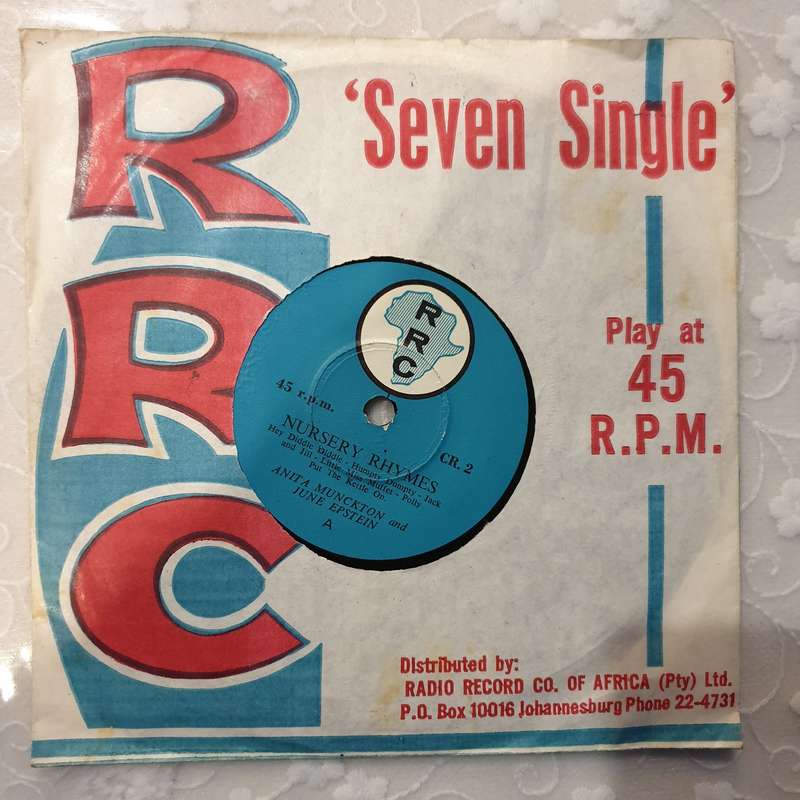 R
R
C
'Seven Single'
Play at
45
R.P.M.
R
R
C
45 r.p.m.
CR. 2
NURSERY RHYMES
Hey Diddle Diddle - Humpty Dumpty - Jack
and Jill - Little Miss Muffet - Polly
Put The Kettle On.
ANITA MUNCKTON and
JUNE EPSTEIN
A
Distributed by:
RADIO RECORD CO. OF AFRICA (Pty) Ltd.
P.O. Box 10016 Johannesburg Phone 22-4731